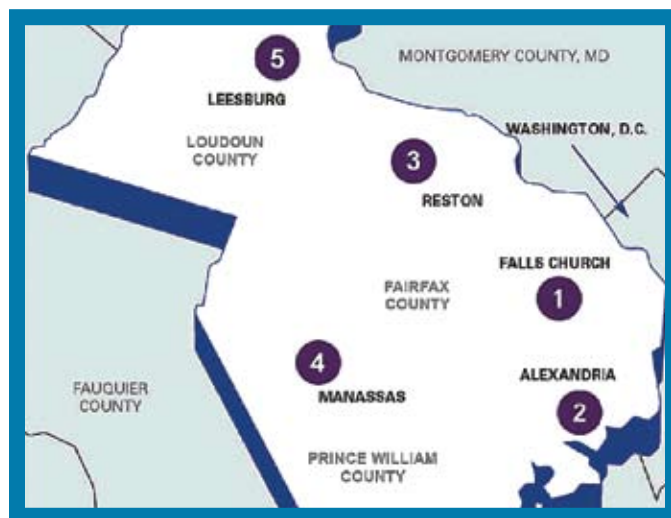 5
MONTGOMERY COUNTY, MD
LEESBURG
LOUDOUN
COUNTY
WASHINGTON, D.C.
3
RESTON
FALLS CHURCH
1
FAIRFAX
COUNTY
4
MANASSAS
ALEXANDRIA
2
FAUQUIER
COUNTY
PRINCE WILLIAM
COUNTY